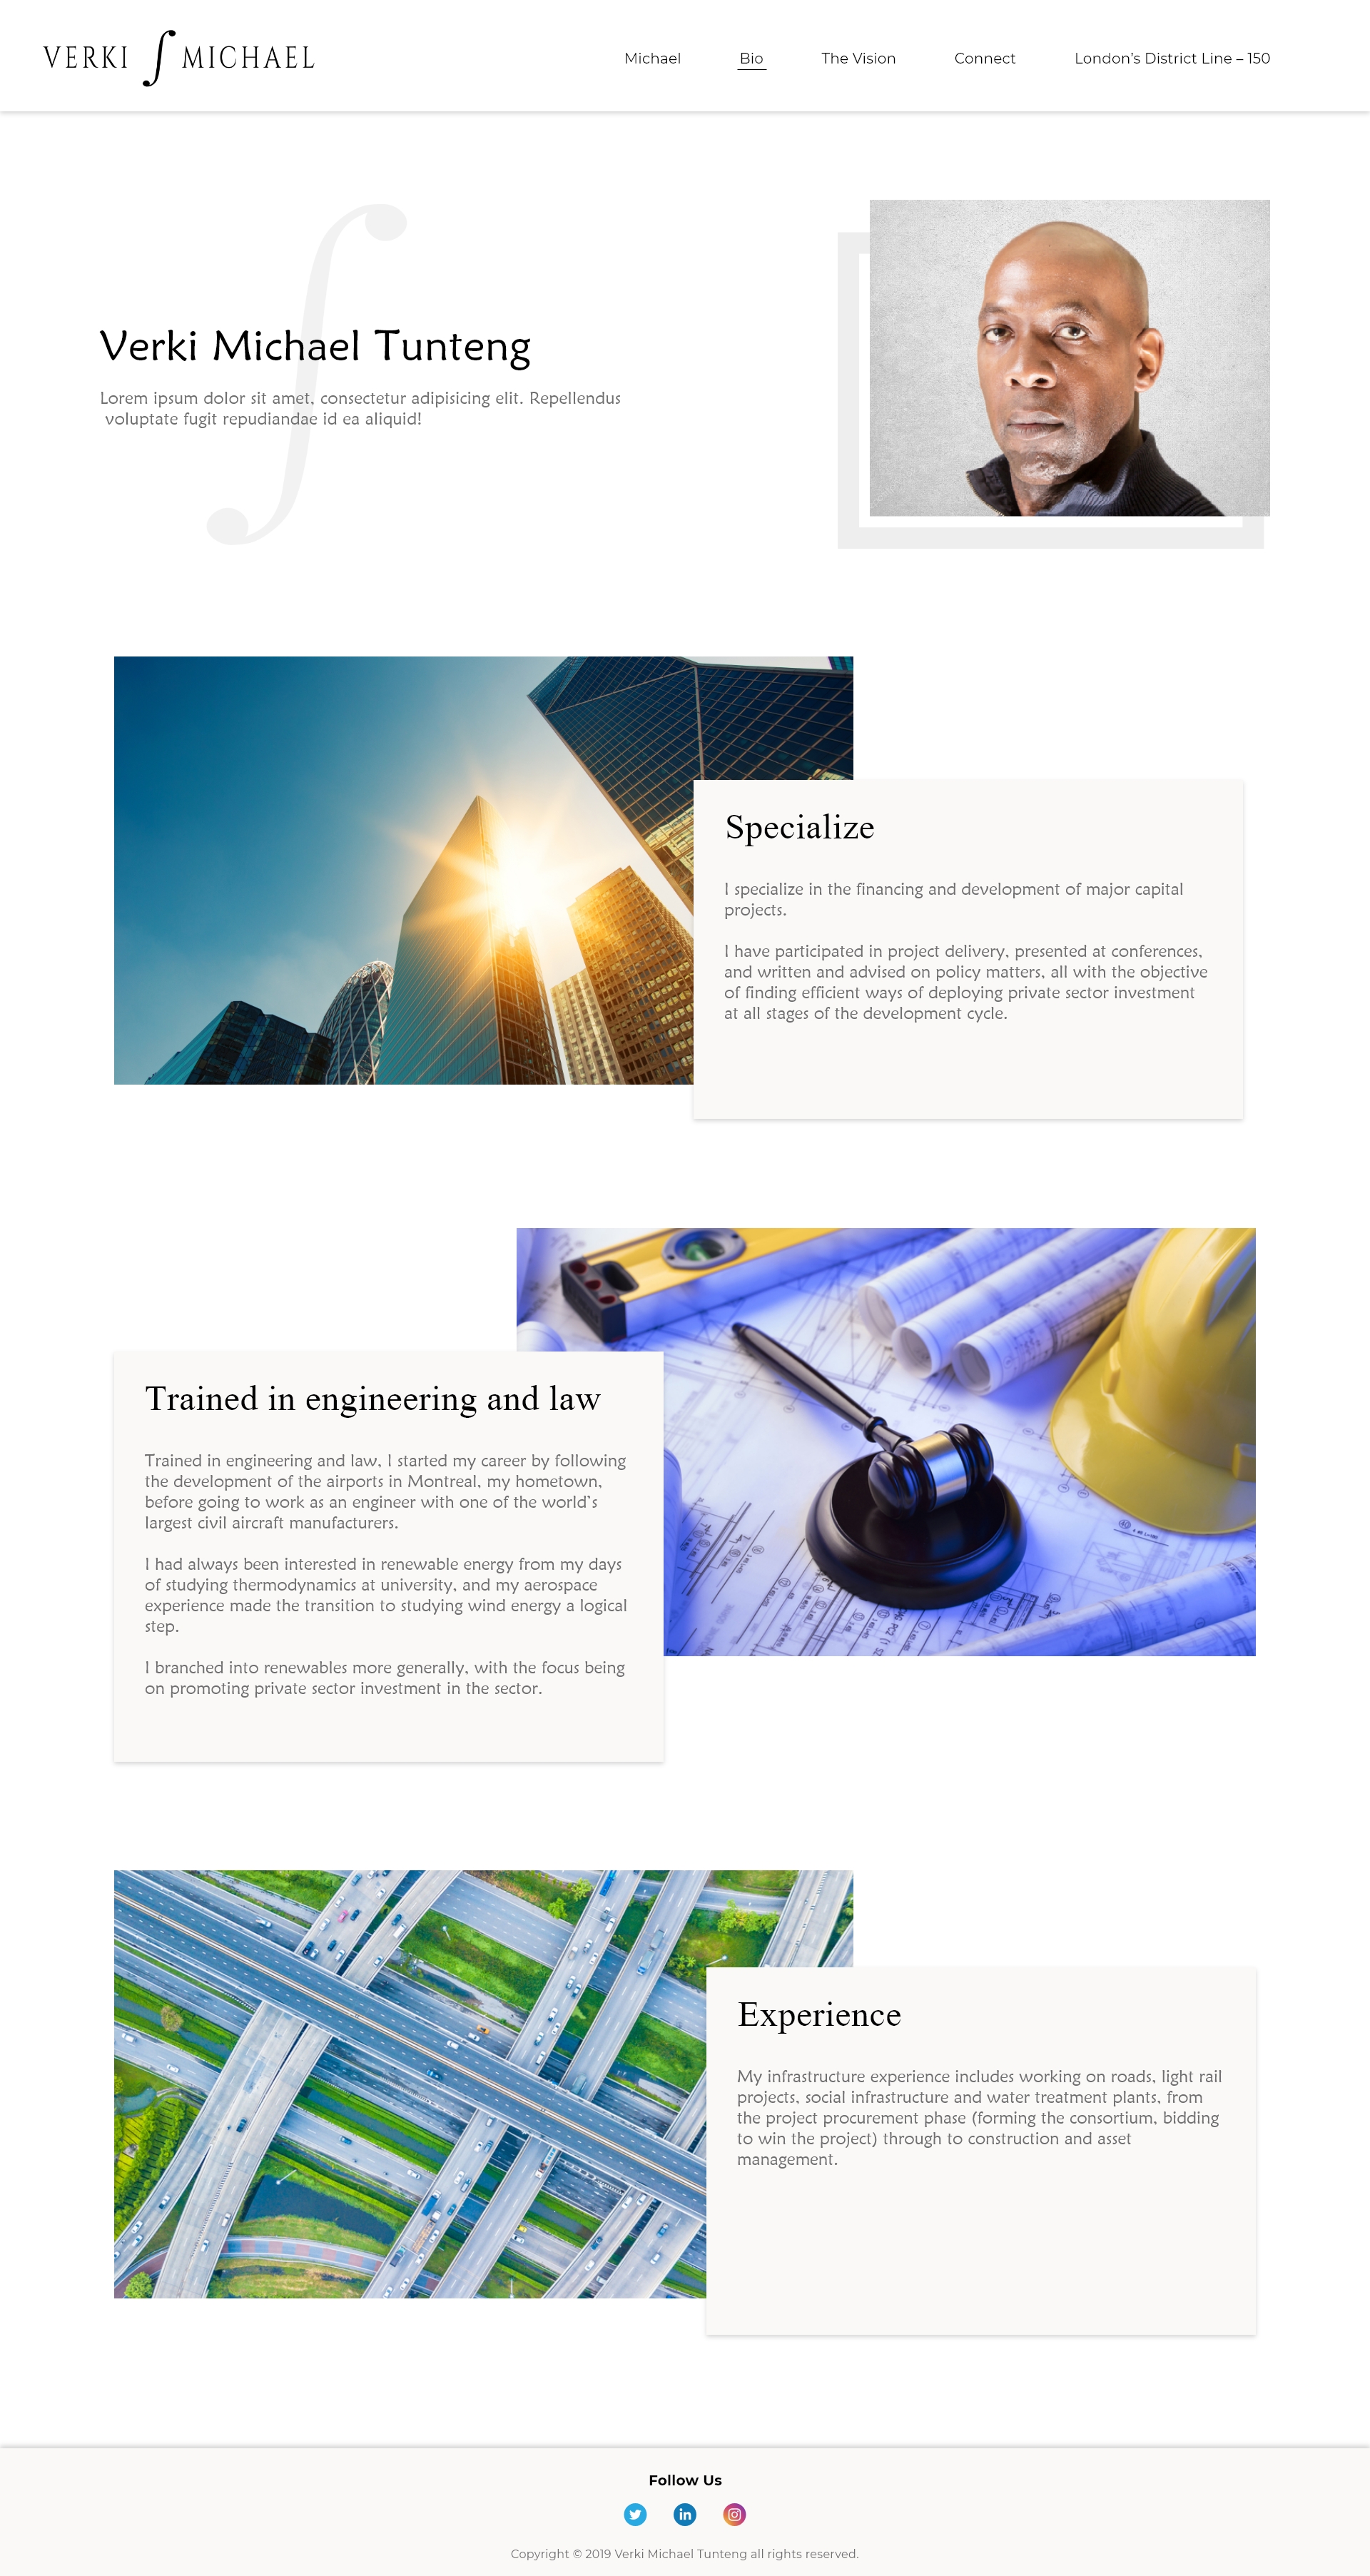 VERKI ∫ MICHAEL
Michael Bio The Vision Connect London’s District Line – 150
Verki Michael Tunteng
Lorem ipsum dolor sit amet, consectetur adipisicing elit. Repellendus
voluptate fugit repudiandae id ea aliquid!
Specialize
I specialize in the financing and development of major capital
projects.
I have participated in project delivery, presented at conferences,
and written and advised on policy matters, all with the objective
of finding efficient ways of deploying private sector investment
at all stages of the development cycle.
Trained in engineering and law
Trained in engineering and law, I started my career by following
the development of the airports in Montreal, my hometown,
before going to work as an engineer with one of the world’s
largest civil aircraft manufacturers.
I had always been interested in renewable energy from my days
of studying thermodynamics at university, and my aerospace
experience made the transition to studying wind energy a logical
step.
I branched into renewables more generally, with the focus being
on promoting private sector investment in the sector.
Experience
My infrastructure experience includes working on roads, light rail
projects, social infrastructure and water treatment plants, from
the project procurement phase (forming the consortium, bidding
to win the project) through to construction and asset
management.
Follow Us
in
Copyright © 2019 Verki Michael Tunteng all rights reserved.